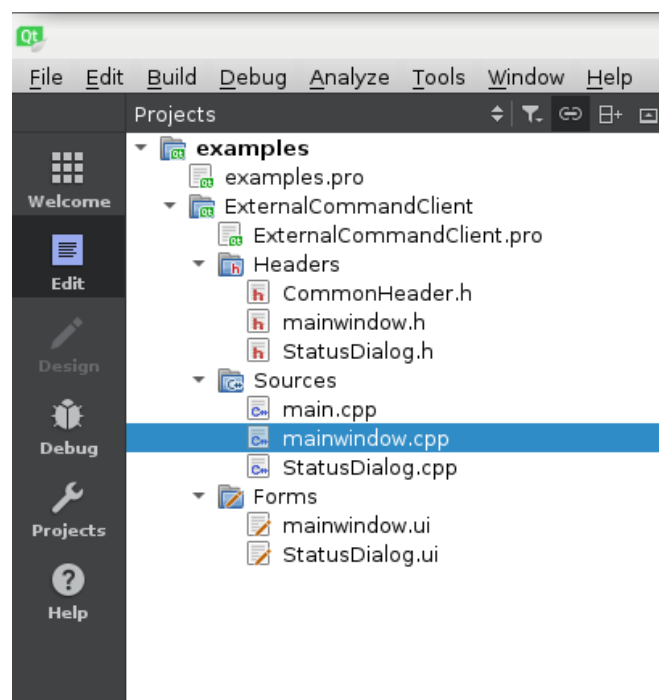 File Edit Build Debug Analyze Tools Window Help
Projects
examples
examples.pro
ExternalCommandClient
ExternalCommandClient.pro
Headers
CommonHeader.h
mainwindow.h
StatusDialog.h
Sources
main.cpp
mainwindow.cpp
StatusDialog.cpp
Forms
mainwindow.ui
StatusDialog.ui
Welcome
Edit
Design
Debug
Projects
Help